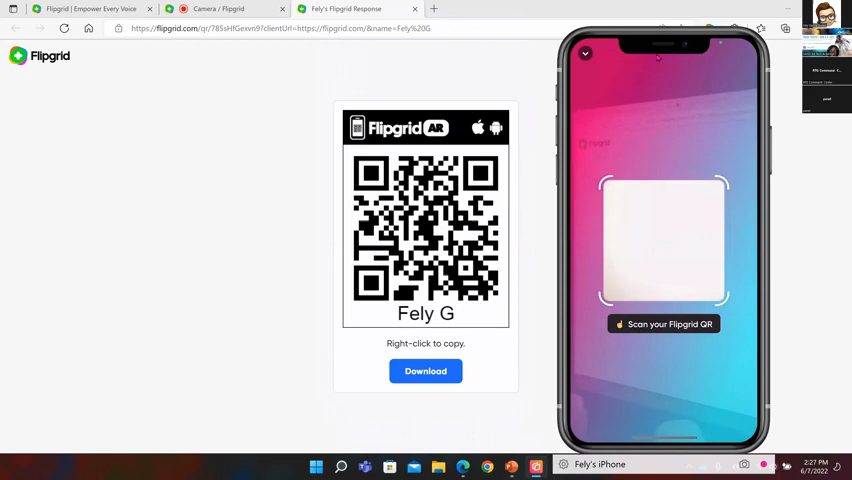 Flipgrid | Empower Every Voice
Camera / Flipgrid
Fely's Flipgrid Response
https://flipgrid.com/qr/785sHfGexvn9?clientUrl=https://flipgrid.com/&name=Fely%20G
Flipgrid
Flipgrid AR
Fely G
Right-click to copy.
Download
Flipgrid
Scan your Flipgrid QR
Fely's iPhone
2:27 PM
6/7/2022